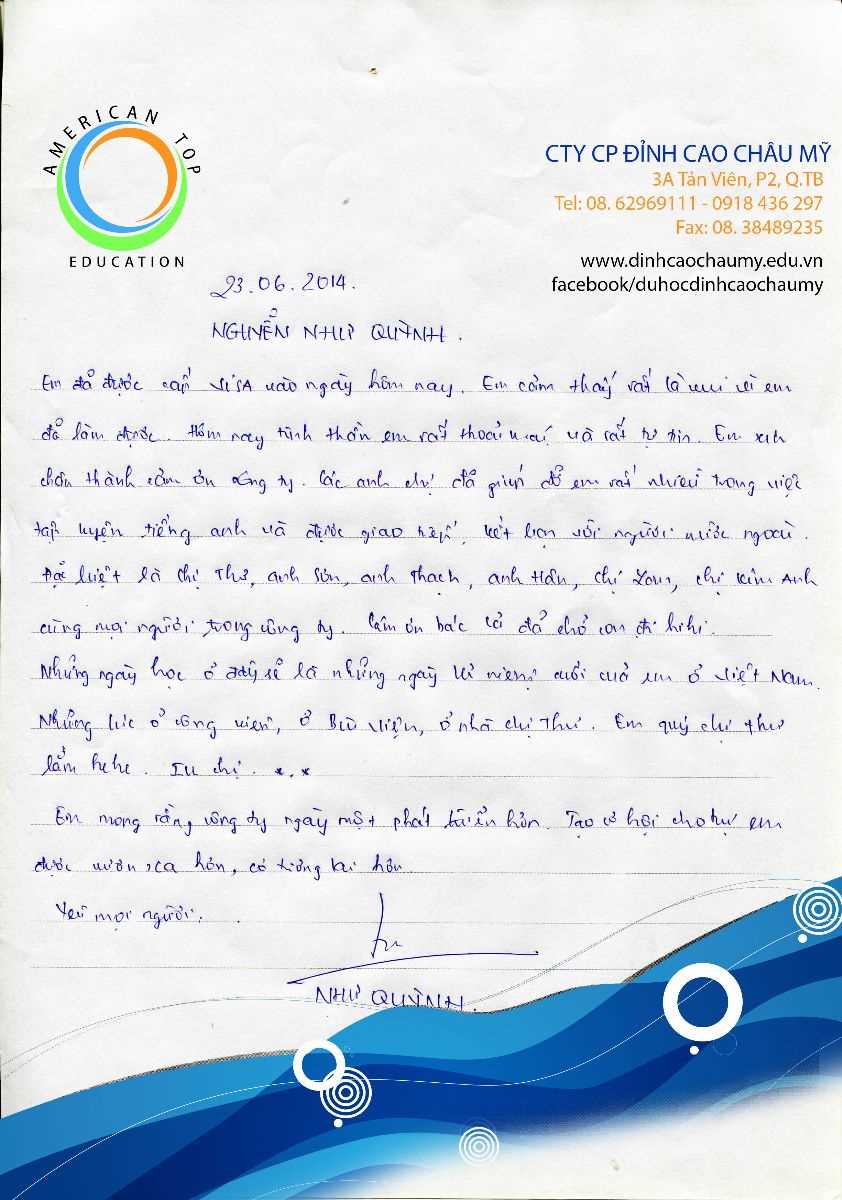 AMERICAN TOP
EDUCATION
CTY CP ĐỈNH CAO CHÂU MỸ
3A Tản Viên, P2, Q.TB
Tel: 08. 62969111 - 0918 436 297
Fax: 08. 38489235
www.dinhcaochaumy.edu.vn
facebook/duhocdinhcaochaumy
23.06.2014.
NGUYỄN NHƯ QUỲNH.
Em đã được cấp VISA vào ngày hôm nay. Em cảm thấy rất là vui vì em
đã làm được. Hôm nay tinh thần em rất thoải mái và rất tự tin. Em xin
chân thành cảm ơn công ty. Các anh chị đã giúp đỡ em rất nhiều trong việc
tập luyện tiếng anh và được giao tiếp, kết bạn với người nước ngoài.
Đặc biệt là chị Thư, anh Sơn, anh Thạch, anh Hân, chị Loan, chị Kim Anh
cùng mọi người trong công ty. Cảm ơn bác đã chở con đi hihi.
Những ngày học ở đây sẽ là những ngày kỉ niệm cuối của em ở Việt Nam.
Những lúc ở công viên, ở Bưu Viện, ở nhà chị Thư. Em quý chị Thư
lắm hehe. Iu chị. *.*
Em mong rằng công ty ngày một phát triển hơn. Tạo cơ hội cho tụi em
được vươn xa hơn, có tương lai hơn.
Yêu mọi người.
NHƯ QUỲNH.